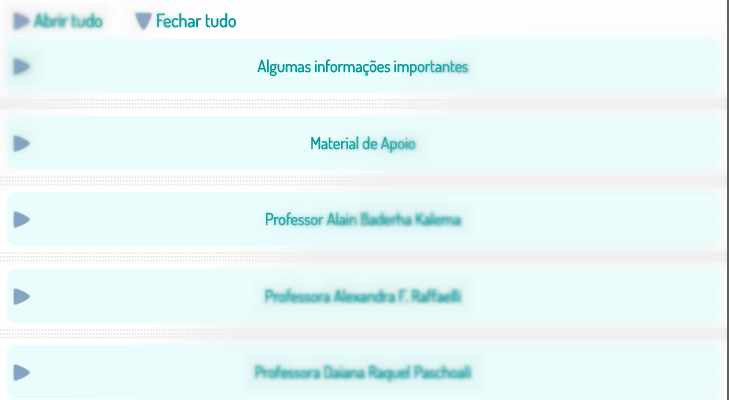 Abrir tudo Fechar tudo
Algumas informações importantes
Material de Apoio
Professor Alain Baderha Kalema
Professora Alexandra F. Raffaelli
Professora Daiana Raquel Paschoali